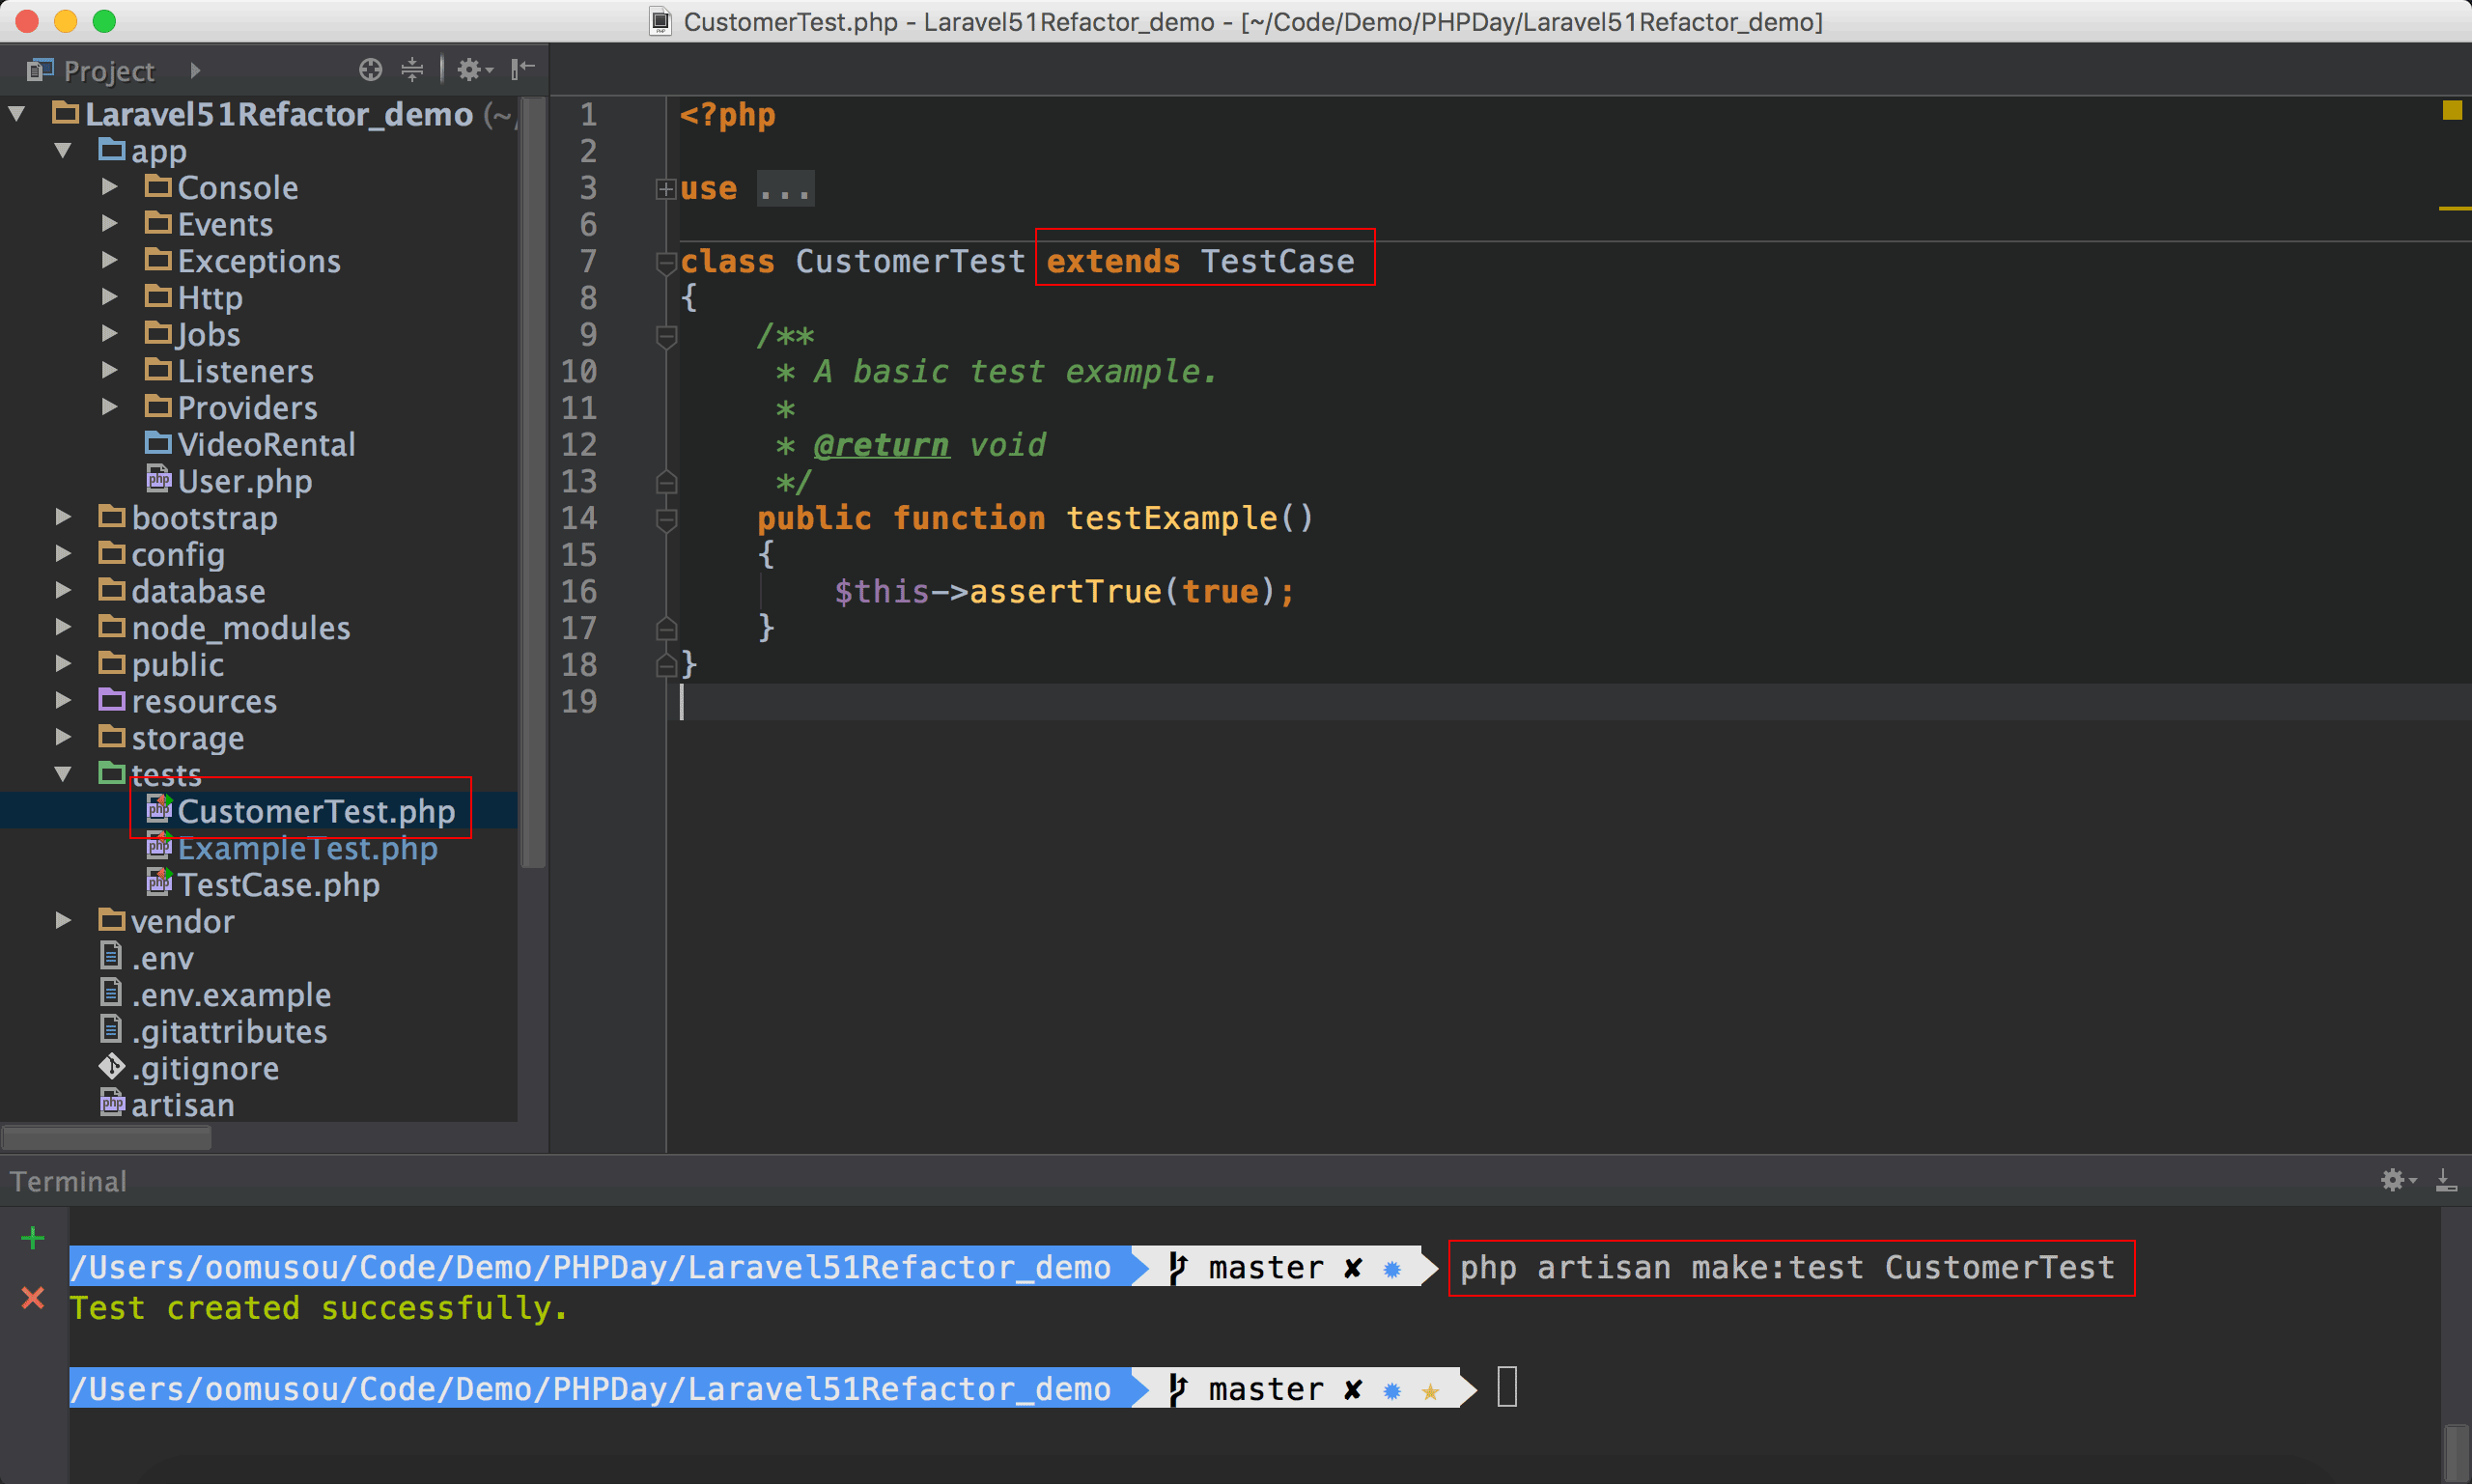 CustomerTest.php - Laravel51Refactor_demo - [~/Code/Demo/PHPDay/Laravel51Refactor_demo]
Project
Laravel51Refactor_demo (~/
app
Console
Events
Exceptions
Http
Jobs
Listeners
Providers
VideoRental
User.php
bootstrap
config
database
node_modules
public
resources
storage
tests
CustomerTest.php
ExampleTest.php
TestCase.php
vendor
.env
.env.example
.gitattributes
.gitignore
artisan
1 <?php
2
3 use ...
6
7 class CustomerTest extends TestCase
8 {
9 /**
10 * A basic test example.
11 *
12 * @return void
13 */
14 public function testExample()
15 {
16 $this->assertTrue(true);
17 }
18 }
19
Terminal
/Users/oomusou/Code/Demo/PHPDay/Laravel51Refactor_demo master ✘ ✹ php artisan make:test CustomerTest
Test created successfully.
/Users/oomusou/Code/Demo/PHPDay/Laravel51Refactor_demo master ✘ ✹ ★